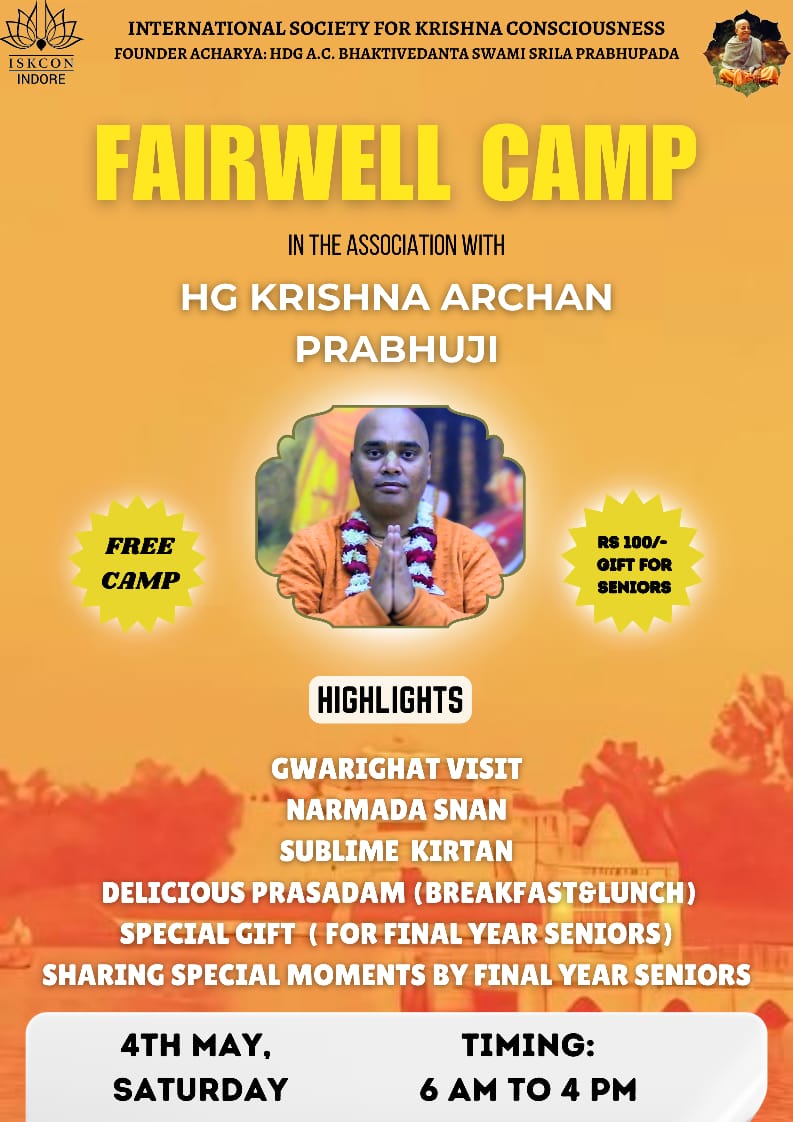 INTERNATIONAL SOCIETY FOR KRISHNA CONSCIOUSNESS
FOUNDER ACHARYA: HDG A.C. BHAKTIVEDANTA SWAMI SRILA PRABHUPADA
ISKCON
INDORE
FAIRWELL CAMP
IN THE ASSOCIATION WITH
HG KRISHNA ARCHAN
PRABHUJI
FREE
CAMP
RS 100/-
GIFT FOR
SENIORS
HIGHLIGHTS
GWARIGHAT VISIT
NARMADA SNAN
SUBLIME KIRTAN
DELICIOUS PRASADAM (BREAKFAST&LUNCH)
SPECIAL GIFT ( FOR FINAL YEAR SENIORS)
SHARING SPECIAL MOMENTS BY FINAL YEAR SENIORS
4TH MAY,
SATURDAY
TIMING:
6 AM TO 4 PM